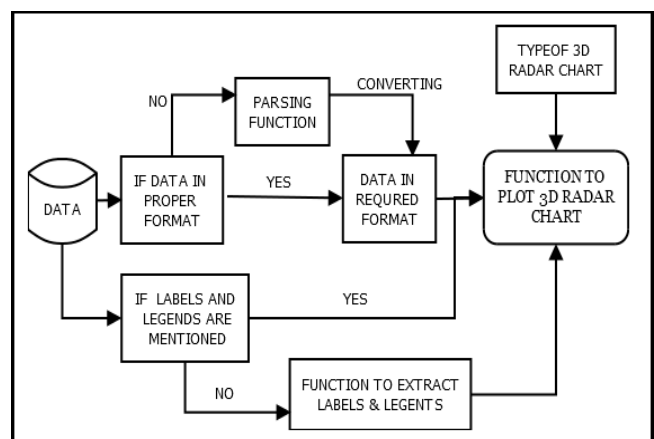 TYPEOF 3D
RADAR CHART
CONVERTING
NO
PARSING
FUNCTION
DATA
IF DATA IN
PROPER
FORMAT
YES
DATA IN
REQURED
FORMAT
FUNCTION TO
PLOT 3D RADAR
CHART
IF LABELS AND
LEGENDS ARE
MENTIONED
YES
NO
FUNCTION TO EXTRACT
LABELS & LEGENTS